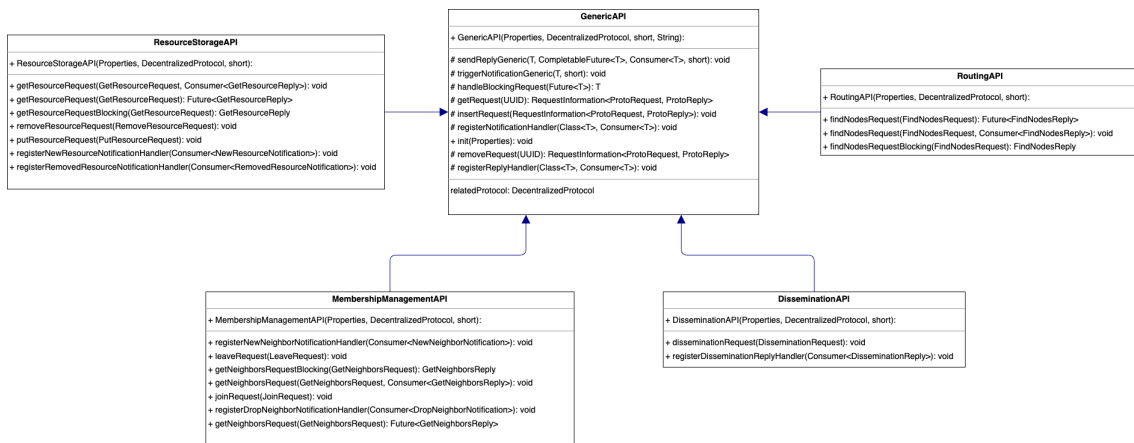 GenericAPI
+ GenericAPI(Properties, DecentralizedProtocol, short, String):
# sendReplyGeneric(T, CompletableFuture<T>, Consumer<T>, short): void
# triggerNotificationGeneric(T, short): void
# handleBlockingRequest(Future<T>): T
# getRequest(UUID): RequestInformation<ProtoRequest, ProtoReply>
# insertRequest(RequestInformation<ProtoRequest, ProtoReply>): void
# registerNotificationHandler(Class<T>, Consumer<T>): void
+ init(Properties): void
# removeRequest(UUID): RequestInformation<ProtoRequest, ProtoReply>
# registerReplyHandler(Class<T>, Consumer<T>): void
relatedProtocol: DecentralizedProtocol
ResourceStorageAPI
+ ResourceStorageAPI(Properties, DecentralizedProtocol, short):
+ getResourceRequest(GetResourceRequest, Consumer<GetResourceReply>): void
+ getResourceRequest(GetResourceRequest): Future<GetResourceReply>
+ getResourceRequestBlocking(GetResourceRequest): GetResourceReply
+ removeResourceRequest(RemoveResourceRequest): void
+ putResourceRequest(PutResourceRequest): void
+ registerNewResourceNotificationHandler(Consumer<NewResourceNotification>): void
+ registerRemovedResourceNotificationHandler(Consumer<RemovedResourceNotification>): void
RoutingAPI
+ RoutingAPI(Properties, DecentralizedProtocol, short):
+ findNodesRequest(FindNodesRequest): Future<FindNodesReply>
+ findNodesRequest(FindNodesRequest, Consumer<FindNodesReply>): void
+ findNodesRequestBlocking(FindNodesRequest): FindNodesReply
MembershipManagementAPI
+ MembershipManagementAPI(Properties, DecentralizedProtocol, short):
+ registerNewNeighborNotificationHandler(Consumer<NewNeighborNotification>): void
+ leaveRequest(LeaveRequest): void
+ getNeighborsRequestBlocking(GetNeighborsRequest): GetNeighborsReply
+ getNeighborsRequest(GetNeighborsRequest, Consumer<GetNeighborsReply>): void
+ joinRequest(JoinRequest): void
+ registerDropNeighborNotificationHandler(Consumer<DropNeighborNotification>): void
+ getNeighborsRequest(GetNeighborsRequest): Future<GetNeighborsReply>
DisseminationAPI
+ DisseminationAPI(Properties, DecentralizedProtocol, short):
+ disseminationRequest(DisseminationRequest): void
+ registerDisseminationReplyHandler(Consumer<DisseminationReply>): void